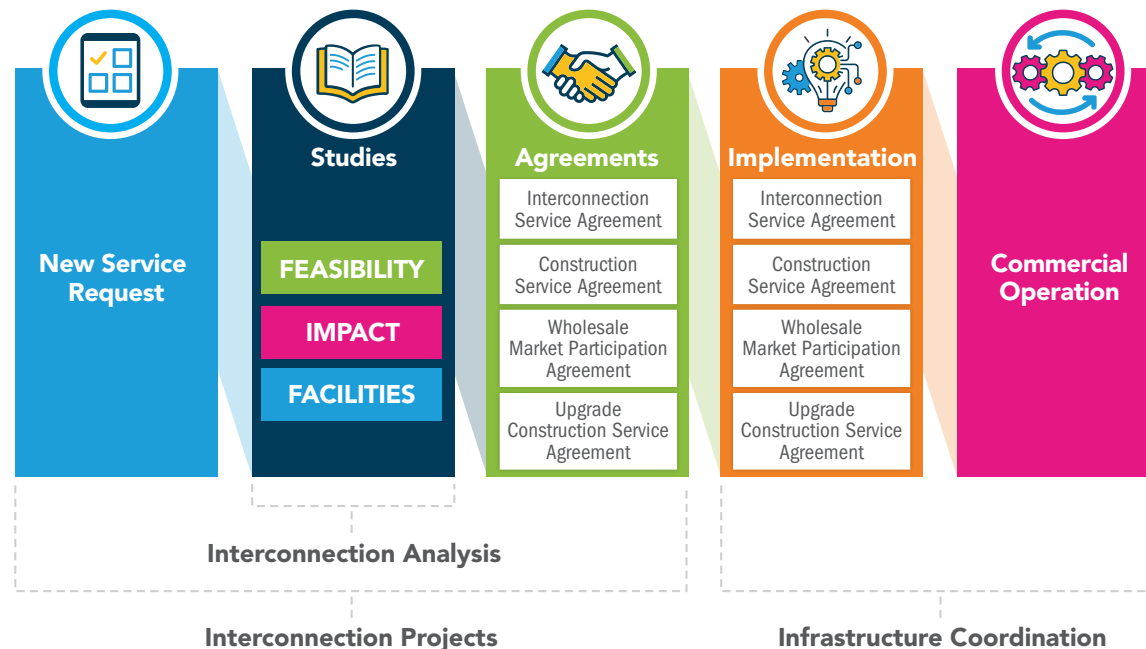 New Service
Request
Studies
FEASIBILITY
IMPACT
FACILITIES
Agreements
Interconnection
Service Agreement
Construction
Service Agreement
Wholesale
Market Participation
Agreement
Upgrade
Construction Service
Agreement
Implementation
Interconnection
Service Agreement
Construction
Service Agreement
Wholesale
Market Participation
Agreement
Upgrade
Construction Service
Agreement
Commercial
Operation
Interconnection Analysis
Interconnection Projects
Infrastructure Coordination